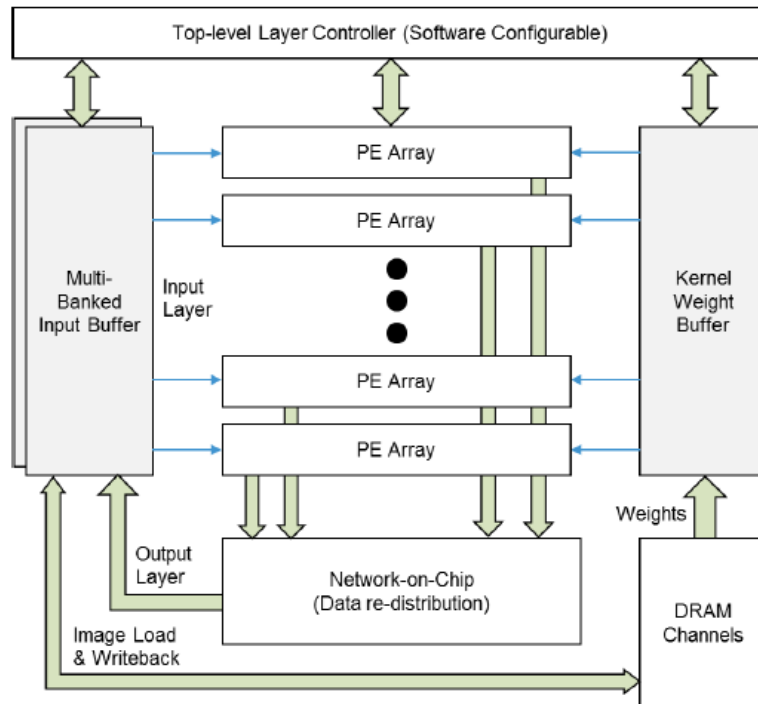 Top-level Layer Controller (Software Configurable)
PE Array
PE Array
Multi-
Banked
Input Buffer
Input
Layer
Kernel
Weight
Buffer
PE Array
PE Array
Weights
Output
Layer
Network-on-Chip
(Data re-distribution)
DRAM
Channels
Image Load
& Writeback